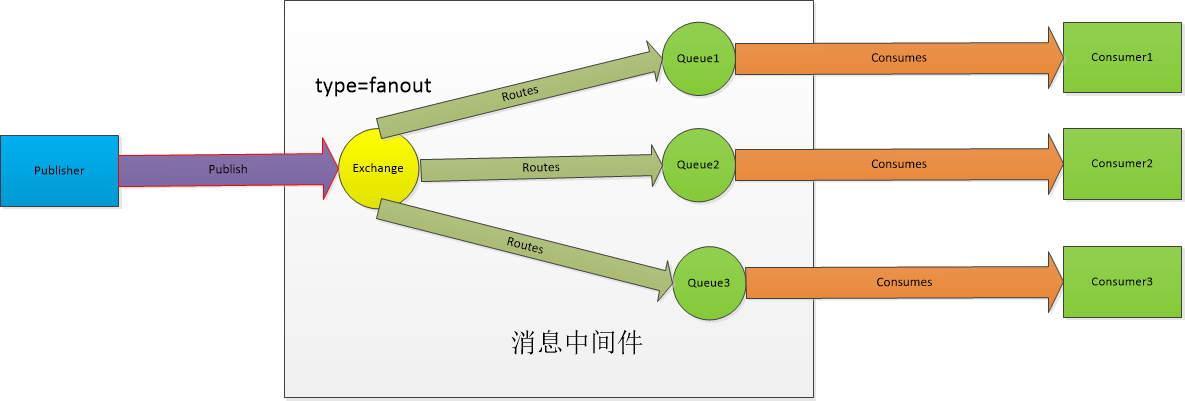 type=fanout
Publisher
Publish
Exchange
Routes
Queue1
Consumes
Consumer1
Routes
Queue2
Consumes
Consumer2
Routes
Queue3
Consumes
Consumer3
消息中间件